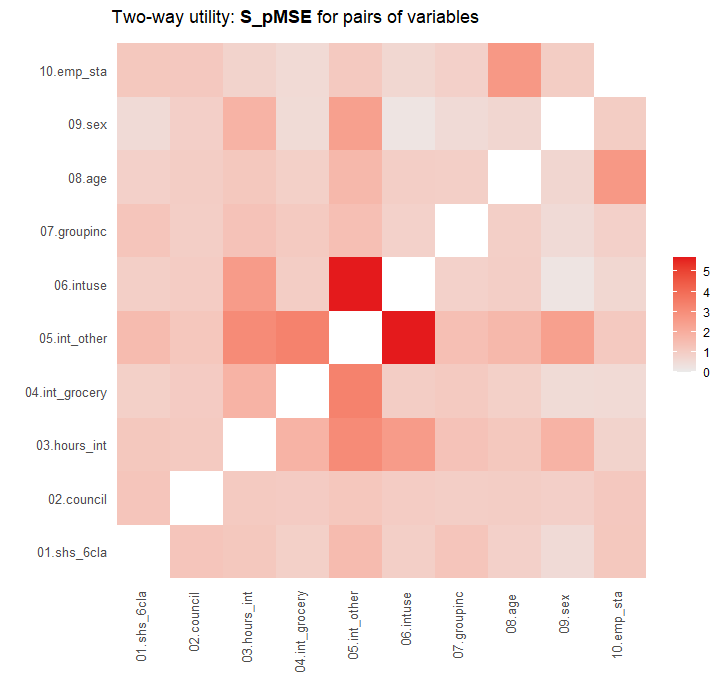 Two-way utility: S_pMSE for pairs of variables
10.emp_sta
09.sex
08.age
07.groupinc
06.intuse
05.int_other
04.int_grocery
03.hours_int
02.council
01.shs_6cla
5
4
3
2
1
0
01.shs_6cla
02.council
03.hours_int
04.int_grocery
05.int_other
06.intuse
07.groupinc
08.age
09.sex
10.emp_sta